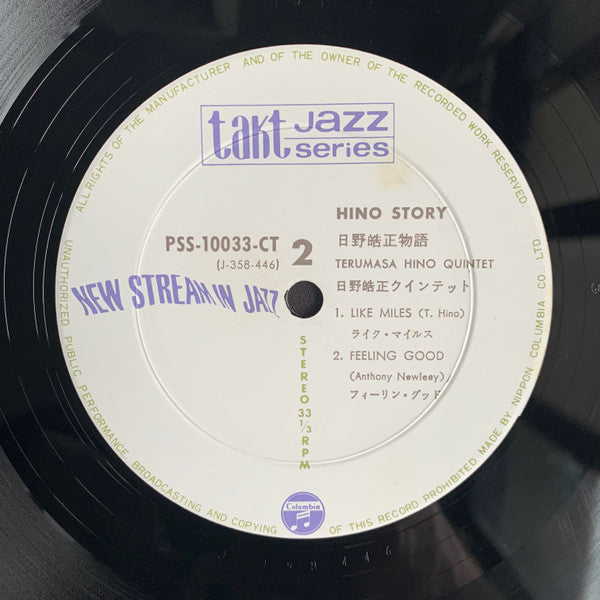 ALL RIGHTS OF THE MANUFACTURER AND OF THE OWNER OF THE RECORDED WORK RESERVED
takt Jazz series
HINO STORY
PSS-10033-CT
(J-358-446)
2
日野皓正物語
TERUMASA HINO QUINTET
日野皓正クインテット
NEW STREAM IN JAZZ
1. LIKE MILES (T. Hino)
ライク・マイルス
2. FEELING GOOD
(Anthony Newleey)
フィーリン・グッド
STEREO 33 1/3 RPM
Columbia
UNAUTHORIZED PUBLIC PERFORMANCE, BROADCASTING AND COPYING OF THIS RECORD PROHIBITED. MADE BY NIPPON COLUMBIA CO., LTD.